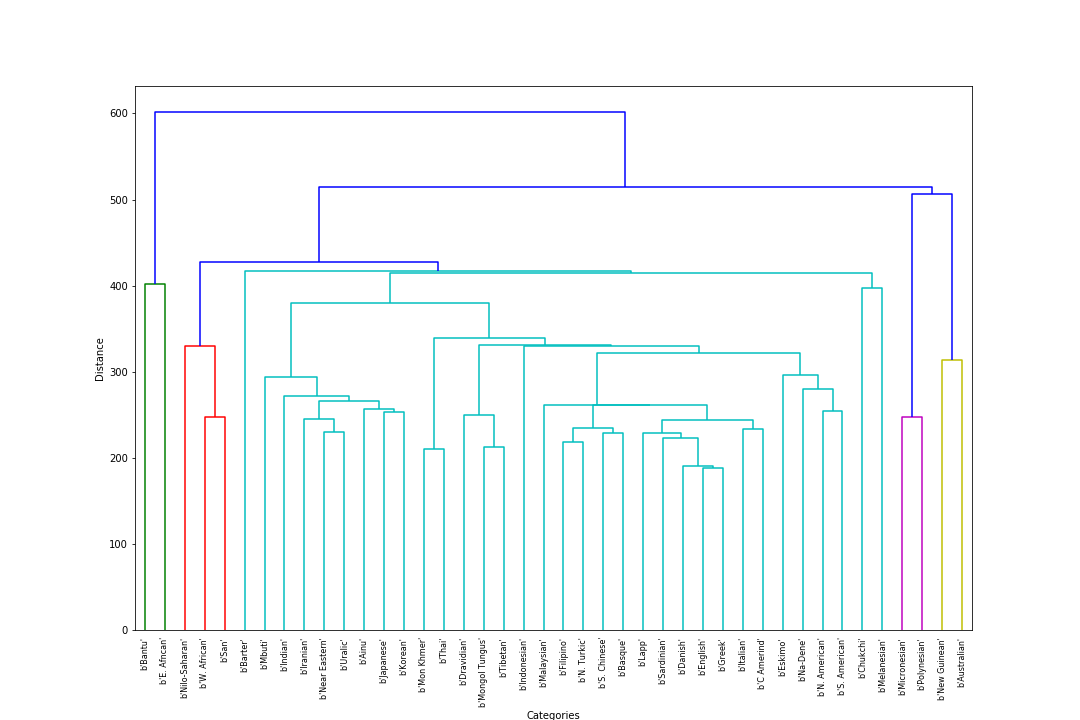 600
500
400
300
200
100
0
Distance
b'Bantu'
b'E. African'
b'Nilo-Saharan'
b'W. African'
b'San'
b'Barter'
b'Mbuti'
b'Indian'
b'Iranian'
b'Near Eastern'
b'Uralic'
b'Ainu'
b'Japanese'
b'Korean'
b'Mon Khmer'
b'Thai'
b'Dravidian'
b'Mongol Tungus'
b'Tibetan'
b'Indonesian'
b'Malaysian'
b'Filipino'
b'N. Turkic'
b'S. Chinese'
b'Basque'
b'Lapp'
b'Sardinian'
b'Danish'
b'English'
b'Greek'
b'Italian'
b'C Amerind'
b'Eskimo'
b'Na-Dene'
b'N. American'
b'S. American'
b'Chukchi'
b'Melanesian'
b'Micronesian'
b'Polynesian'
b'New Guinean'
b'Australian'
Categories